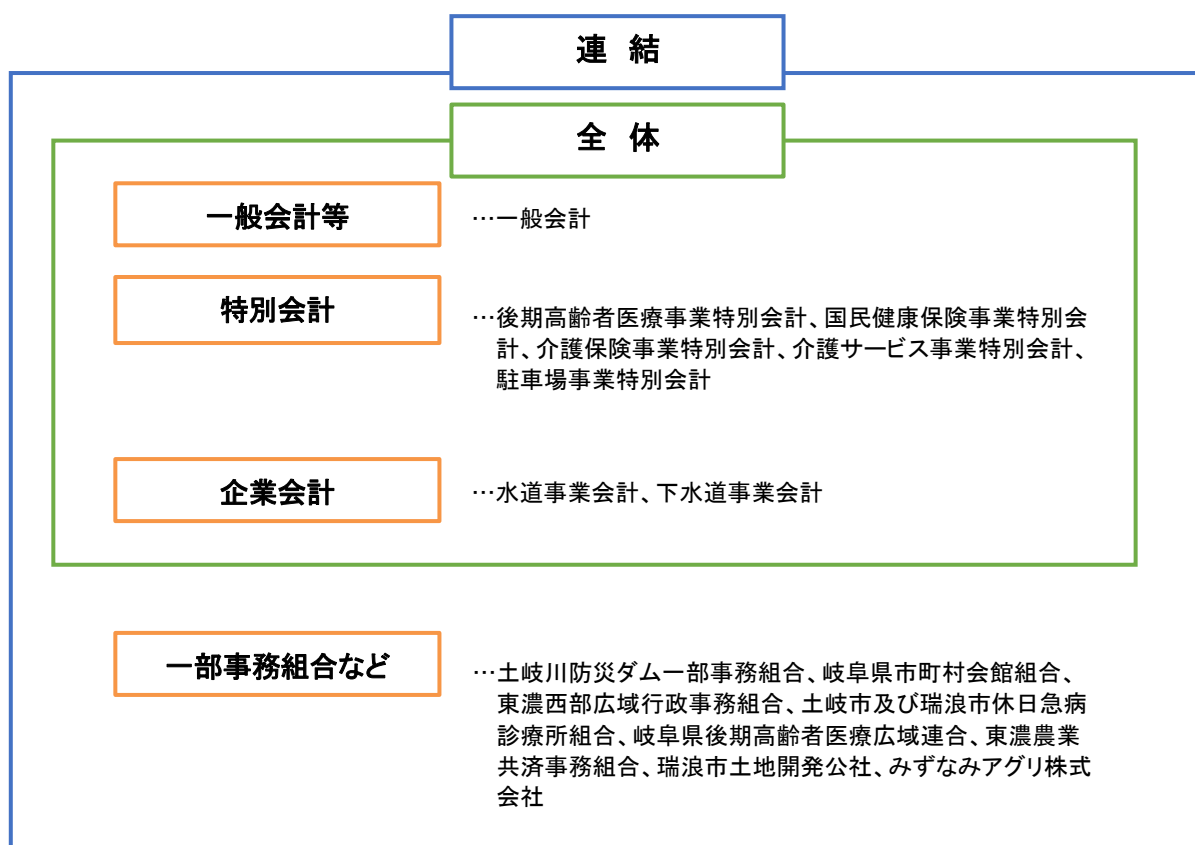 連 結
全 体
一般会計等
…一般会計
特別会計
…後期高齢者医療事業特別会計、国民健康保険事業特別会
計、介護保険事業特別会計、介護サービス事業特別会計、
駐車場事業特別会計
企業会計
…水道事業会計、下水道事業会計
一部事務組合など
…土岐川防災ダム一部事務組合、岐阜県市町村会館組合、
東濃西部広域行政事務組合、土岐市及び瑞浪市休日急病
診療所組合、岐阜県後期高齢者医療広域連合、東濃農業
共済事務組合、瑞浪市土地開発公社、みずなみアグリ株式
会社